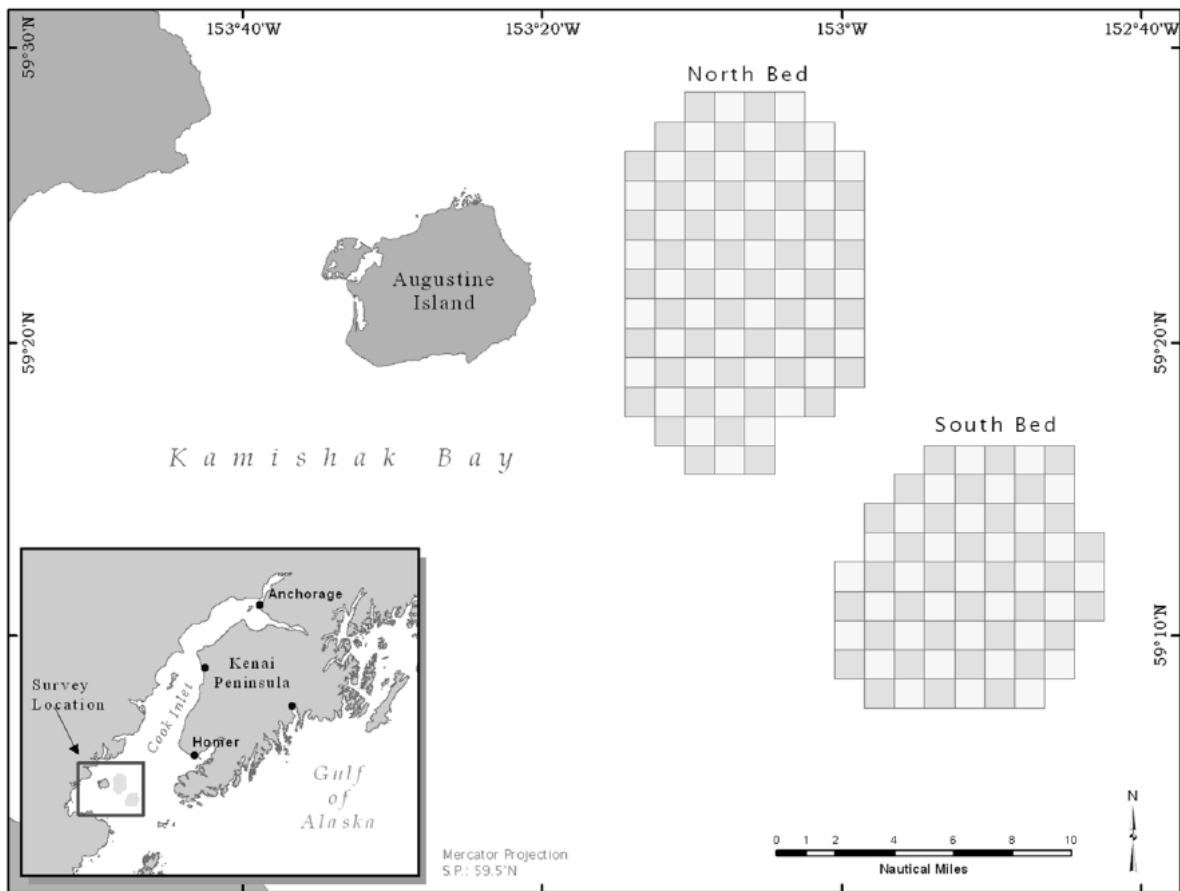 153°40'W
153°20'W
153°W
152°40'W
59°30'N
59°30'N
North Bed
Augustine
Island
59°20'N
59°20'N
South Bed
Kamishak Bay
59°10'N
Anchorage
Kenai
Peninsula
Survey
Location
Cook Inlet
Homer
Gulf
of
Alaska
N
0 2 4 6 8 10
Nautical Miles
Mercator Projection
S.P.: 59.5°N